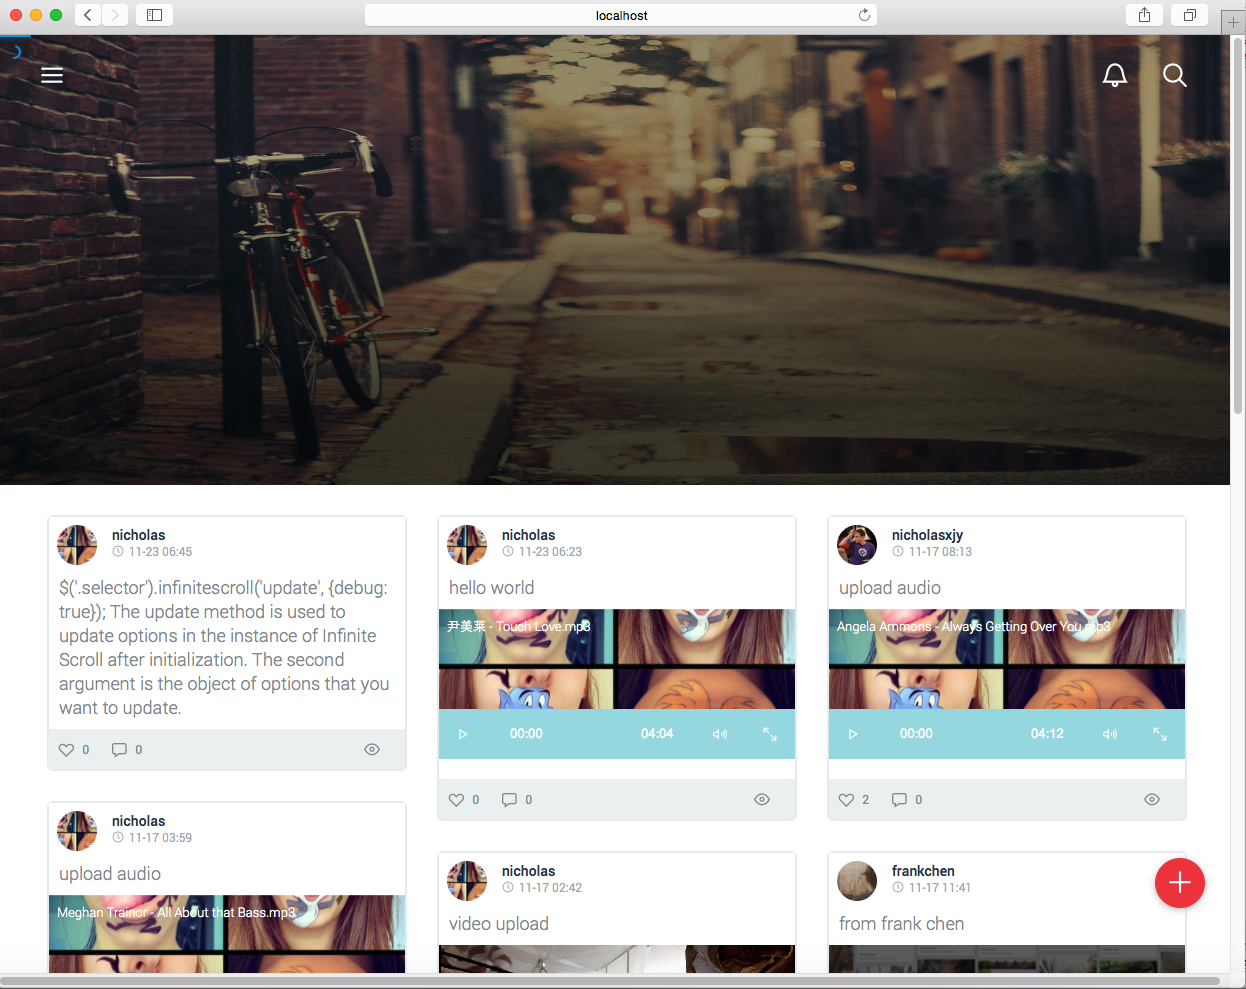 localhost
nicholas
11-23 06:45
$('.selector').infinitescroll('update', {debug:
true}); The update method is used to
update options in the instance of Infinite
Scroll after initialization. The second
argument is the object of options that you
want to update.
0 0
nicholas
11-17 03:59
upload audio
Meghan Trainor - All About that Bass.mp3
nicholas
11-23 06:23
hello world
尹美莱 - Touch Love.mp3
00:00 04:04
0 0
nicholas
11-17 02:42
video upload
nicholasxjy
11-17 08:13
upload audio
Angela Ammons - Always Getting Over You.mp3
00:00 04:12
2 0
frankchen
11-17 11:41
from frank chen